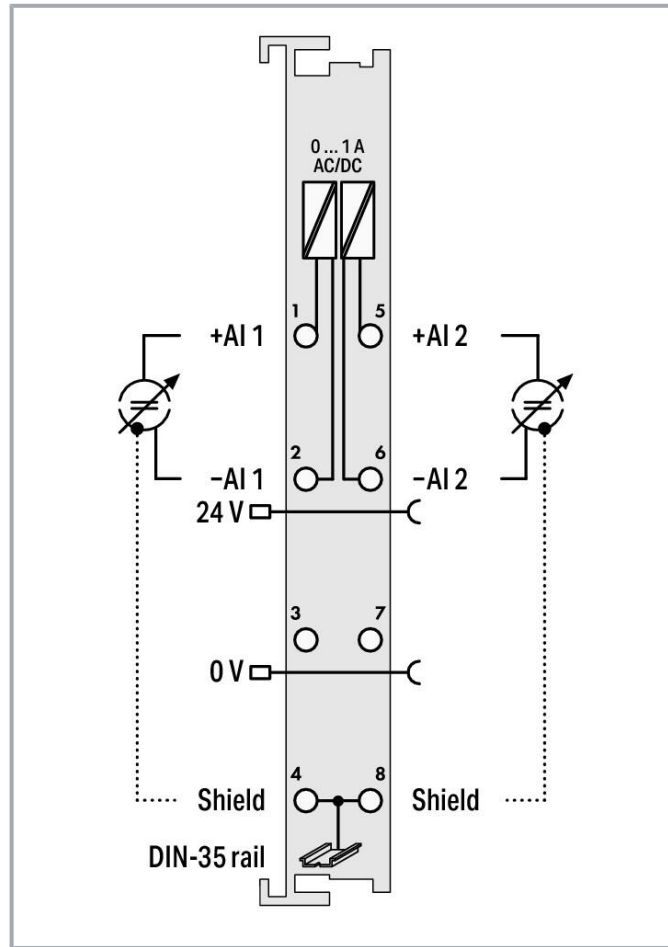 0 ... 1 A
AC/DC
1 5
+AI 1 +AI 2
2 6
−AI 1 −AI 2
24 V
3 7
0 V
4 8
Shield Shield
DIN-35 rail